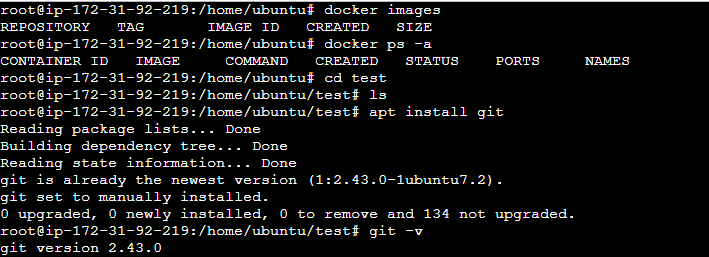 root@ip-172-31-92-219:/home/ubuntu# docker images
REPOSITORY   TAG       IMAGE ID   CREATED   SIZE
root@ip-172-31-92-219:/home/ubuntu# docker ps -a
CONTAINER ID   IMAGE     COMMAND   CREATED   STATUS    PORTS     NAMES
root@ip-172-31-92-219:/home/ubuntu# cd test
root@ip-172-31-92-219:/home/ubuntu/test# ls
root@ip-172-31-92-219:/home/ubuntu/test# apt install git
Reading package lists... Done
Building dependency tree... Done
Reading state information... Done
git is already the newest version (1:2.43.0-1ubuntu7.2).
git set to manually installed.
0 upgraded, 0 newly installed, 0 to remove and 134 not upgraded.
root@ip-172-31-92-219:/home/ubuntu/test# git -v
git version 2.43.0